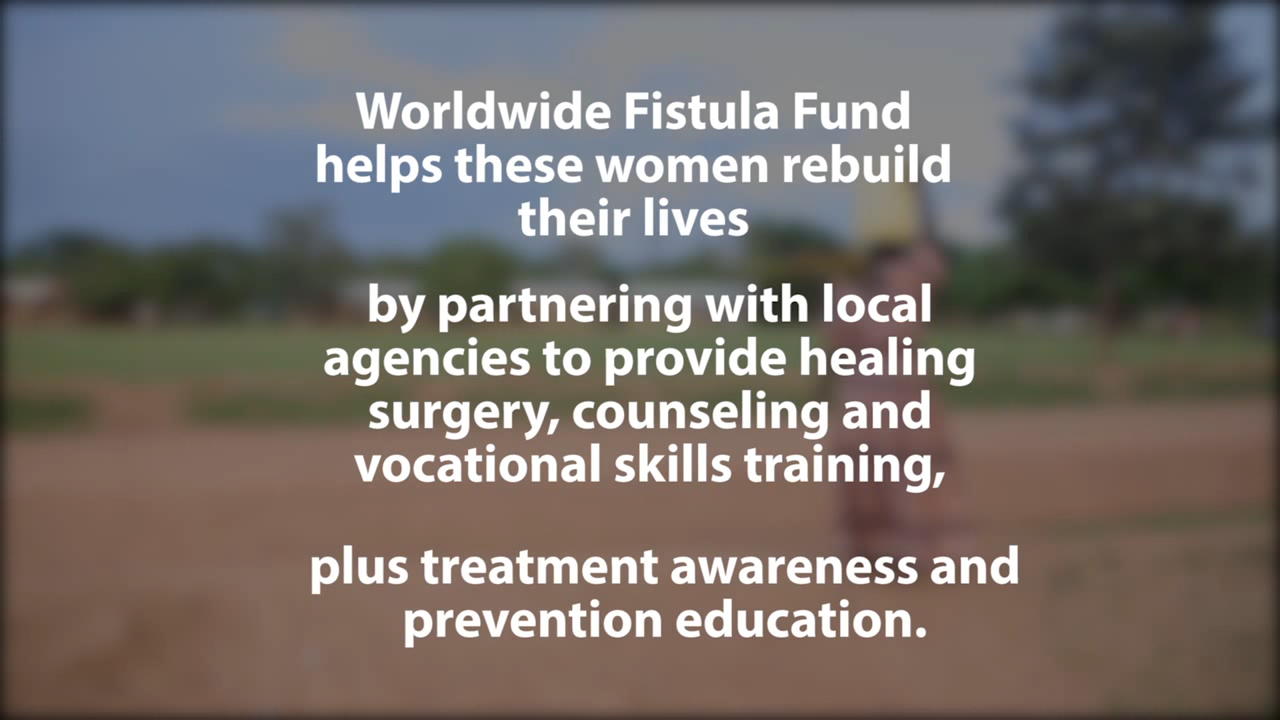 Worldwide Fistula Fund
helps these women rebuild
their lives
by partnering with local
agencies to provide healing
surgery, counseling and
vocational skills training,
plus treatment awareness and
prevention education.